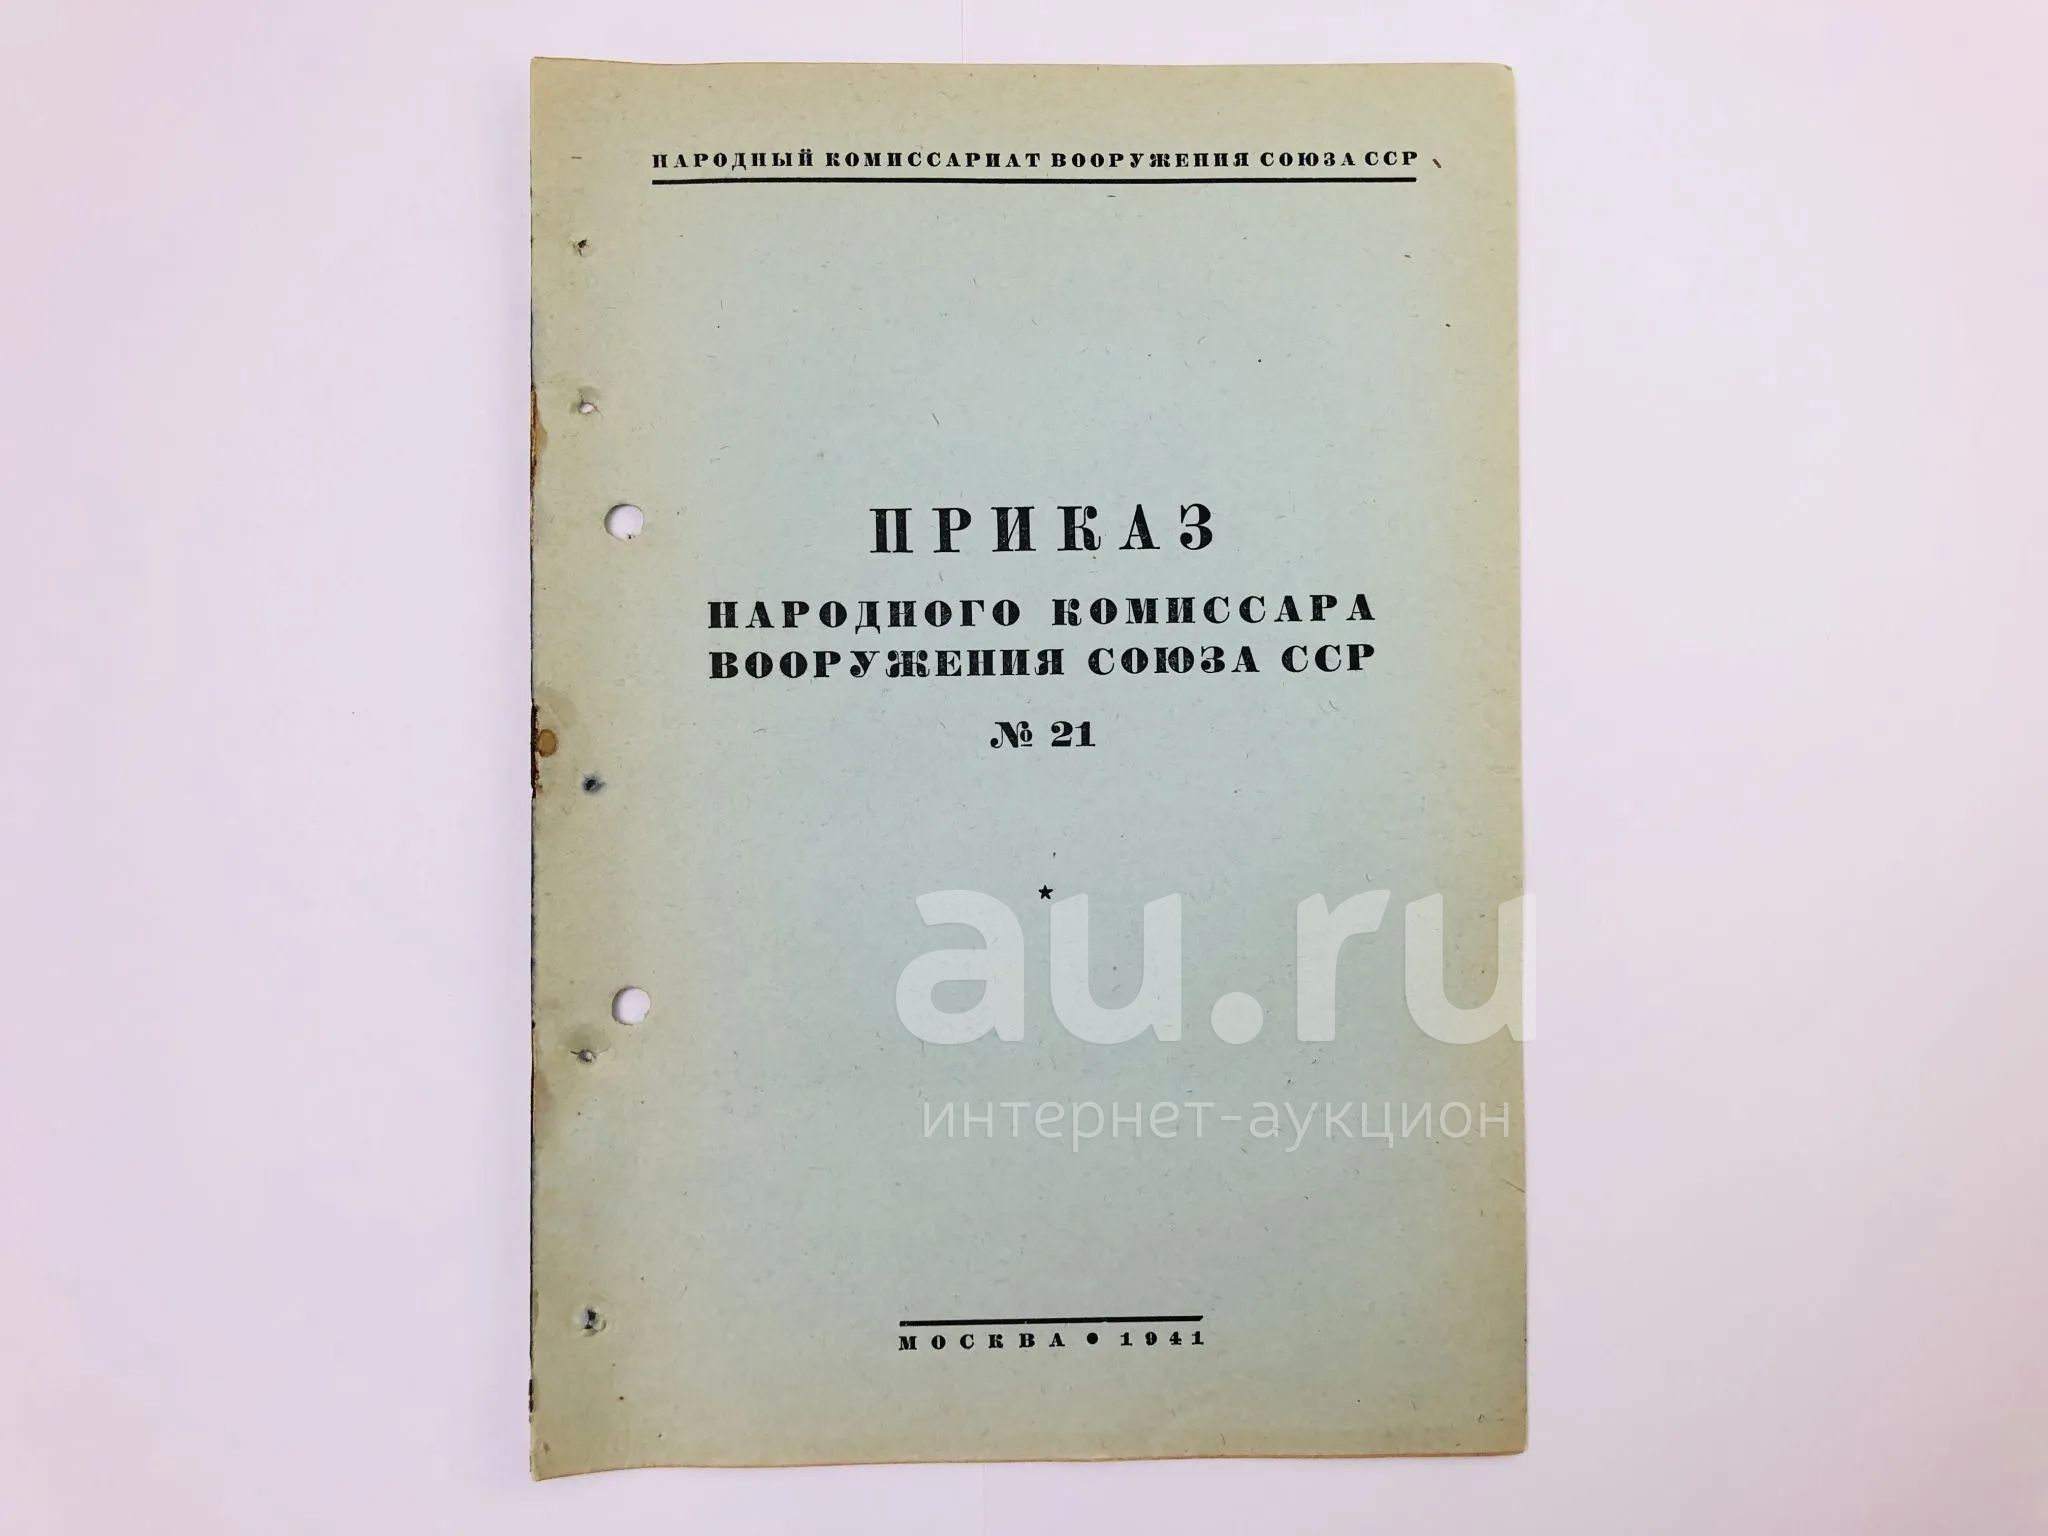 НАРОДНЫЙ КОМИССАРИАТ ВООРУЖЕНИЯ СОЮЗА ССР
ПРИКАЗ
НАРОДНОГО КОМИССАРА
ВООРУЖЕНИЯ СОЮЗА ССР
№ 21
au.ru
интернет-аукцион
МОСКВА • 1941